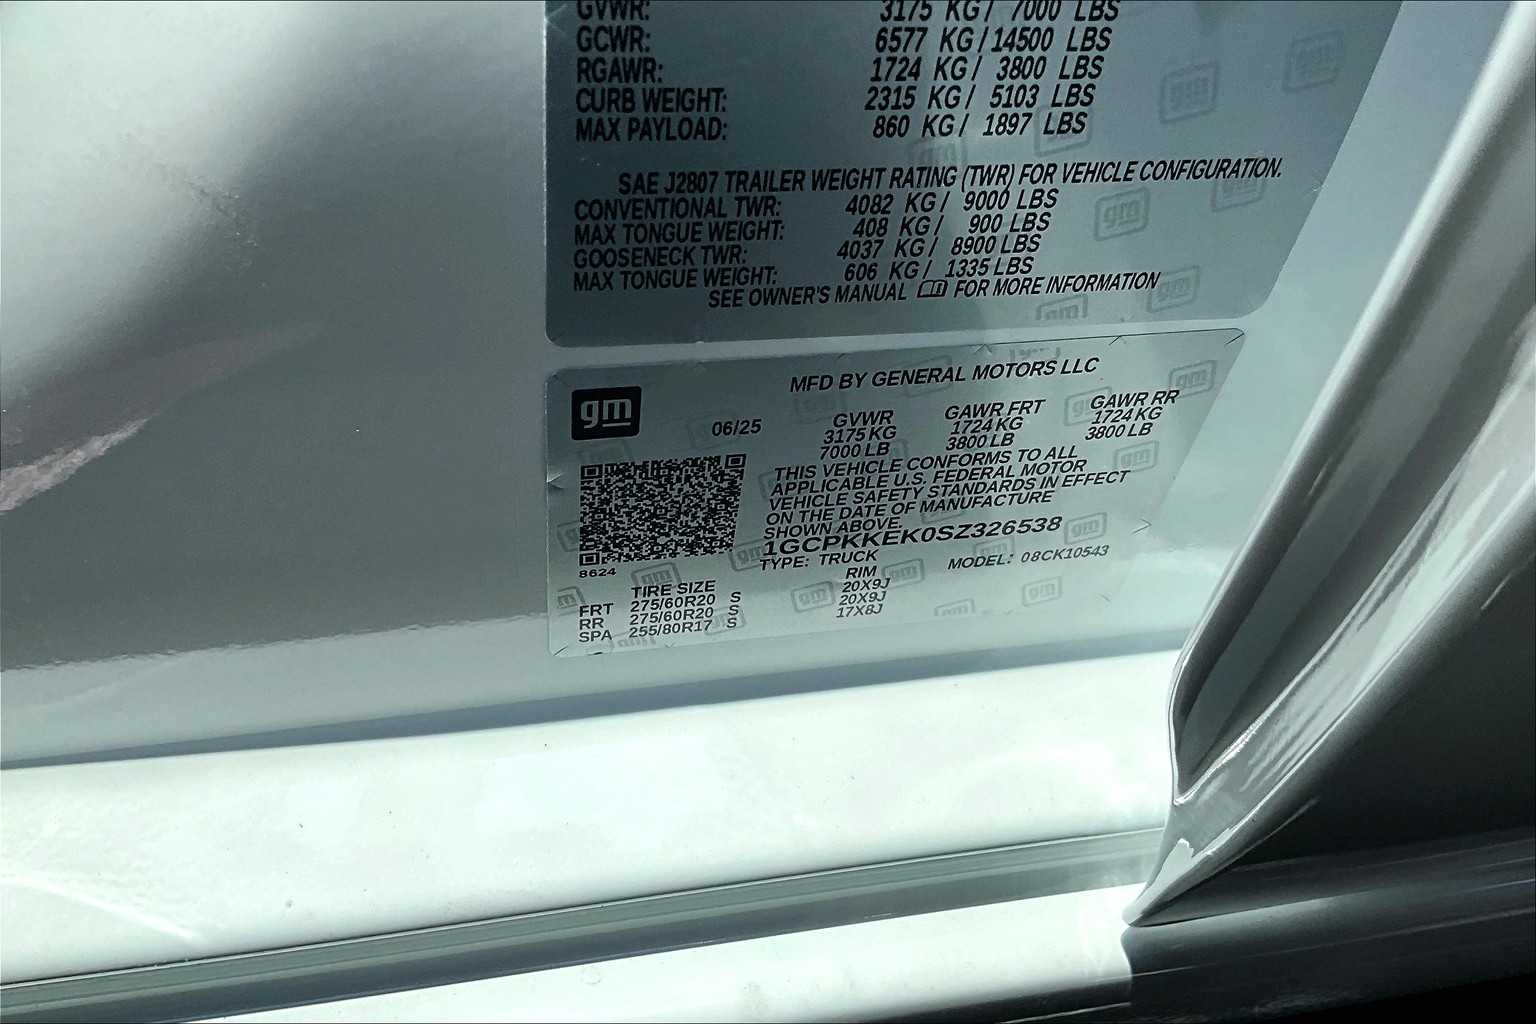 GVWR: 3175 KG/ 7000 LBS
GCWR: 6577 KG/14500 LBS
RGAWR: 1724 KG/ 3800 LBS
CURB WEIGHT: 2315 KG/ 5103 LBS
MAX PAYLOAD: 860 KG/ 1897 LBS
SAE J2807 TRAILER WEIGHT RATING (TWR) FOR VEHICLE CONFIGURATION.
CONVENTIONAL TWR: 4082 KG/ 9000 LBS
MAX TONGUE WEIGHT: 408 KG/ 900 LBS
GOOSENECK TWR: 4037 KG/ 8900 LBS
MAX TONGUE WEIGHT: 606 KG/ 1335 LBS
SEE OWNER'S MANUAL FOR MORE INFORMATION
MFD BY GENERAL MOTORS LLC
gm
06/25
GVWR GAWR FRT GAWR RR
3175 KG 1724 KG 1724 KG
7000 LB 3800 LB 3800 LB
THIS VEHICLE CONFORMS TO ALL
APPLICABLE U.S. FEDERAL MOTOR
VEHICLE SAFETY STANDARDS IN EFFECT
ON THE DATE OF MANUFACTURE
SHOWN ABOVE.
1GCPKKEK0SZ326538
TYPE: TRUCK MODEL: 08CK10543
8624
TIRE SIZE RIM
FRT 275/60R20 S 20X9J
RR 275/60R20 S 20X9J
SPA 255/80R17 S 17X8J